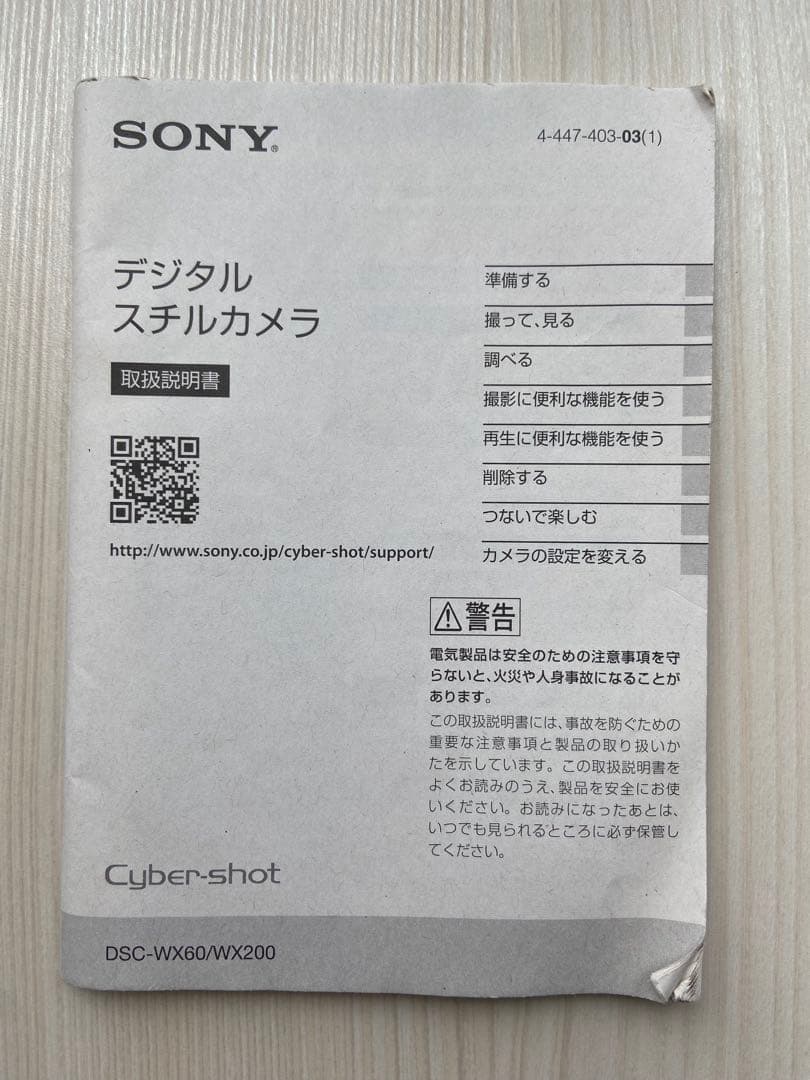 SONY®
4-447-403-03(1)
デジタル
スチルカメラ
取扱説明書
http://www.sony.co.jp/cyber-shot/support/
準備する
撮って、見る
調べる
撮影に便利な機能を使う
再生に便利な機能を使う
削除する
つないで楽しむ
カメラの設定を変える
警告
電気製品は安全のための注意事項を守
らないと、火災や人身事故になることが
あります。
この取扱説明書には、事故を防ぐための
重要な注意事項と製品の取り扱いか
たを示しています。この取扱説明書を
よくお読みのうえ、製品を安全にお使
いください。お読みになったあとは、
いつでも見られるところに必ず保管し
てください。
Cyber-shot
DSC-WX60/WX200